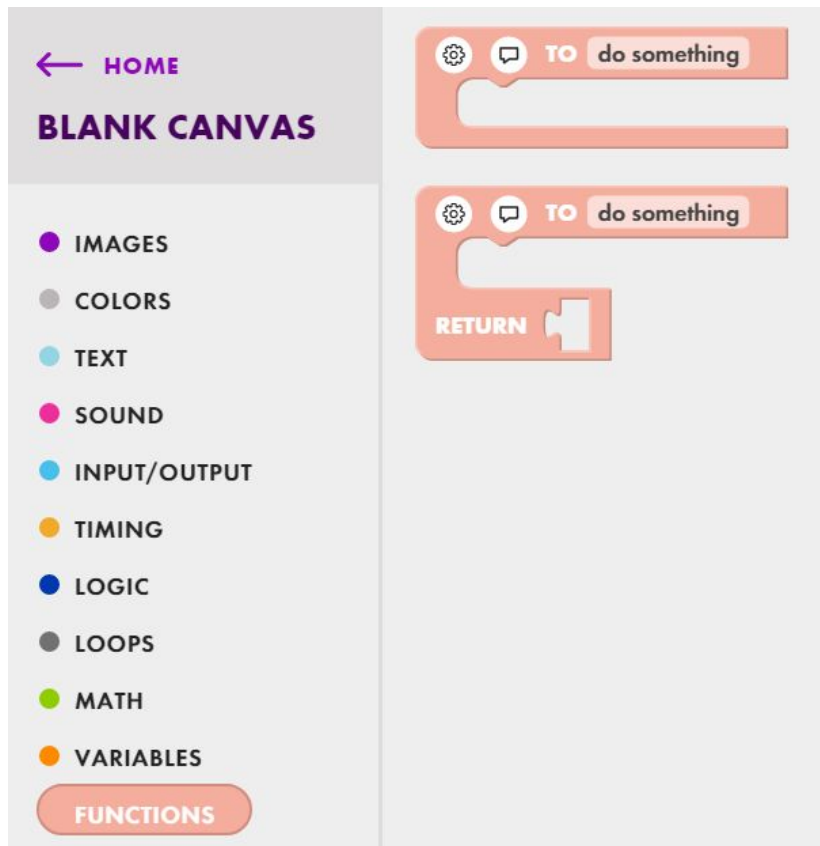 HOME
BLANK CANVAS
IMAGES
COLORS
TEXT
SOUND
INPUT/OUTPUT
TIMING
LOGIC
LOOPS
MATH
VARIABLES
FUNCTIONS
TO do something
TO do something
RETURN